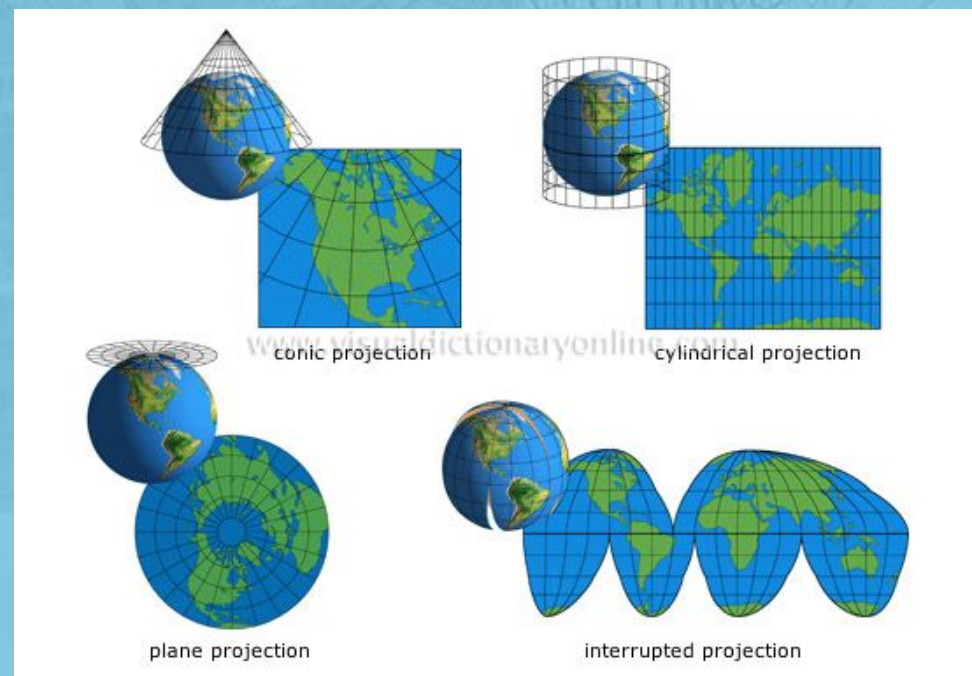 www.visualdictionaryonline.com
conic projection
cylindrical projection
plane projection
interrupted projection